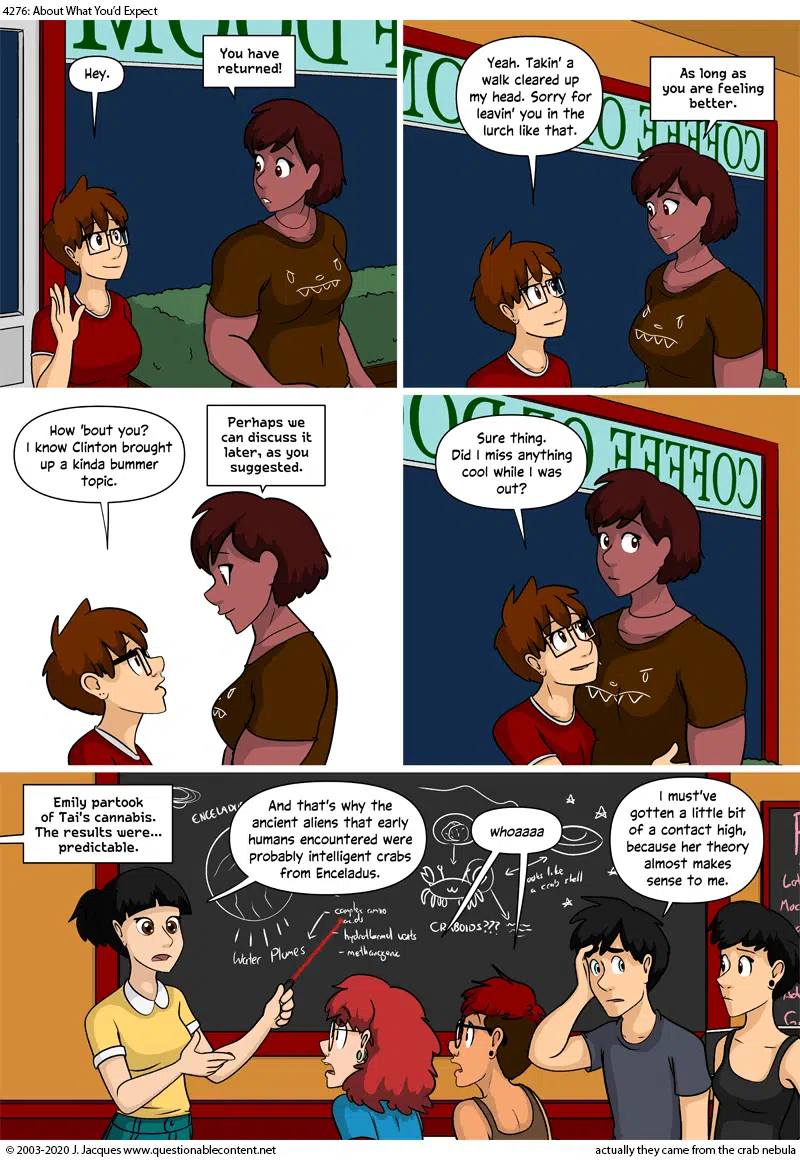 4276: About What You'd Expect
Hey.
You have
returned!
Yeah. Takin' a
walk cleared up
my head. Sorry for
leavin' you in the
lurch like that.
As long as
you are feeling
better.
COFFEE OF
How 'bout you?
I know Clinton brought
up a kinda bummer
topic.
Perhaps we
can discuss it
later, as you
suggested.
Sure thing.
Did I miss anything
cool while I was
out?
COFFEE OF DO
Emily partook
of Tai's cannabis.
The results were...
predictable.
And that's why the
ancient aliens that early
humans encountered were
probably intelligent crabs
from Enceladus.
whoaaaa
I must've
gotten a little bit
of a contact high,
because her theory
almost makes
sense to me.
ENCELADU
Water Plumes
complex amino
acids
- hydrothermal vents
- methanogenic
looks like
a crab shell
CRABOIDS???
© 2003-2020 J. Jacques www.questionablecontent.net
actually they came from the crab nebula